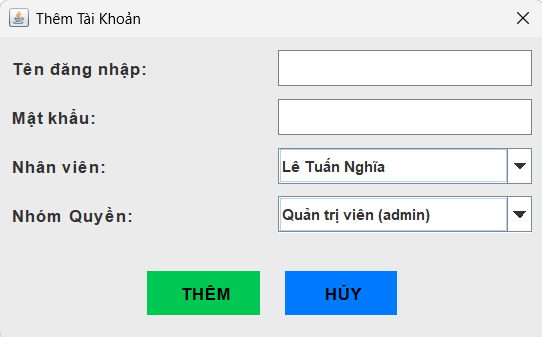 Thêm Tài Khoản
Tên đăng nhập:
Mật khẩu:
Nhân viên:
Lê Tuấn Nghĩa
Nhóm Quyền:
Quản trị viên (admin)
THÊM
HỦY